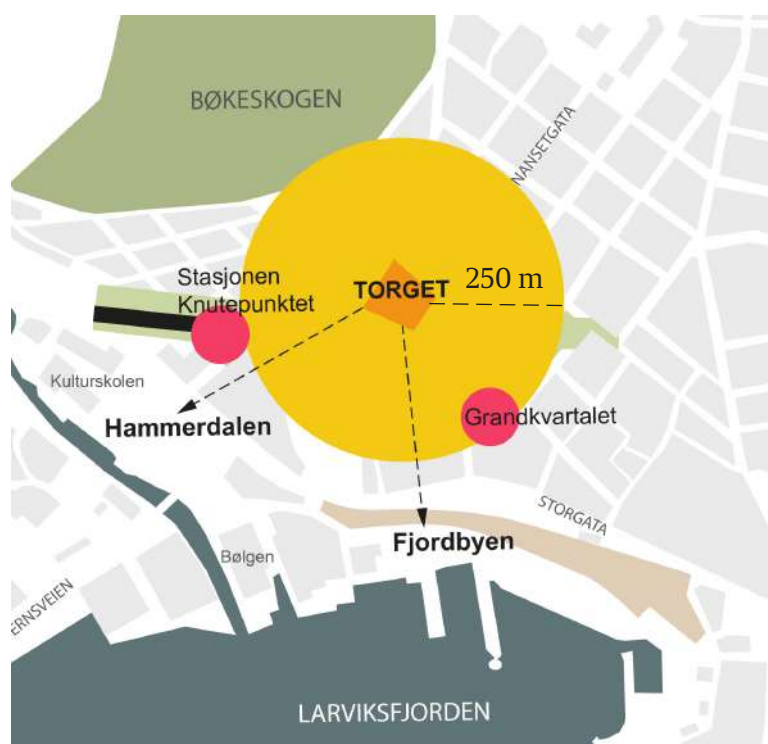 BØKESKOGEN
NANSETGATA
Stasjonen
Knutepunktet
TORGET
250 m
Kulturskolen
Hammerdalen
Grandkvartalet
STORGATA
Fjordbyen
Bølgen
ERNSVEIEN
LARVIKSFJORDEN